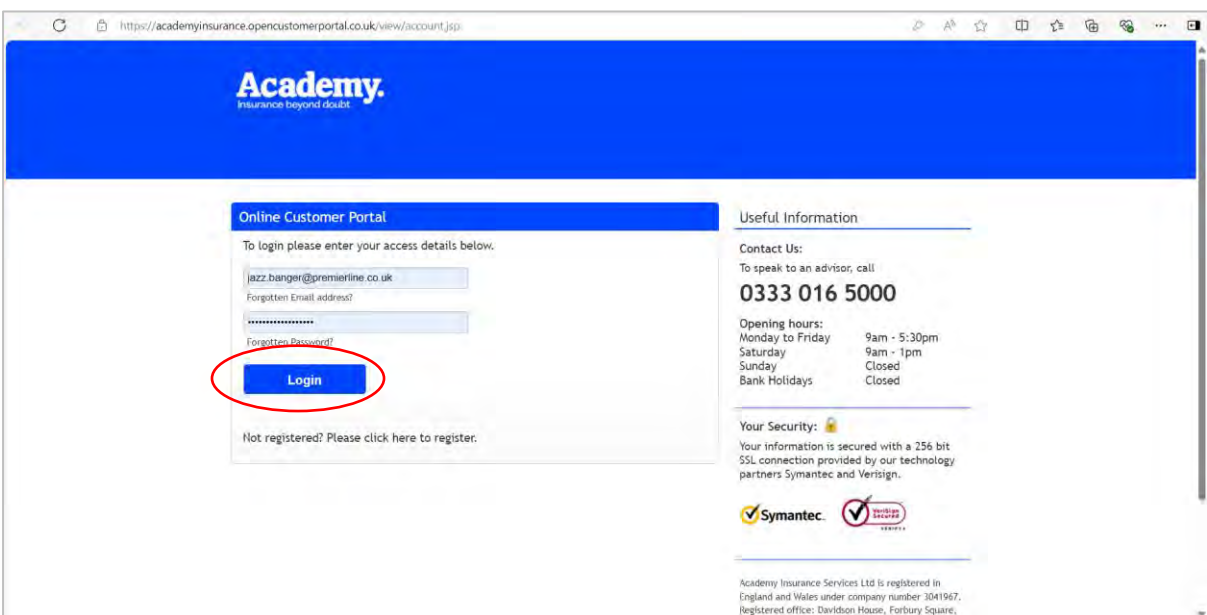 https://academyinsurance.opencustomerportal.co.uk/view/account.jsp
Academy.
Insurance beyond doubt
Online Customer Portal
To login please enter your access details below.
jazz.banger@premierline.co.uk
Forgotten Email address?
••••••••••••••••••
Forgotten Password?
Login
Not registered? Please click here to register.
Useful Information
Contact Us:
To speak to an advisor, call
0333 016 5000
Opening hours:
Monday to Friday 9am - 5:30pm
Saturday 9am - 1pm
Sunday Closed
Bank Holidays Closed
Your Security:
Your information is secured with a 256 bit
SSL connection provided by our technology
partners Symantec and Verisign.
Symantec.
VeriSign
Secured
Academy Insurance Services Ltd is registered in
England and Wales under company number 3041967.
Registered office: Davidson House, Forbury Square,